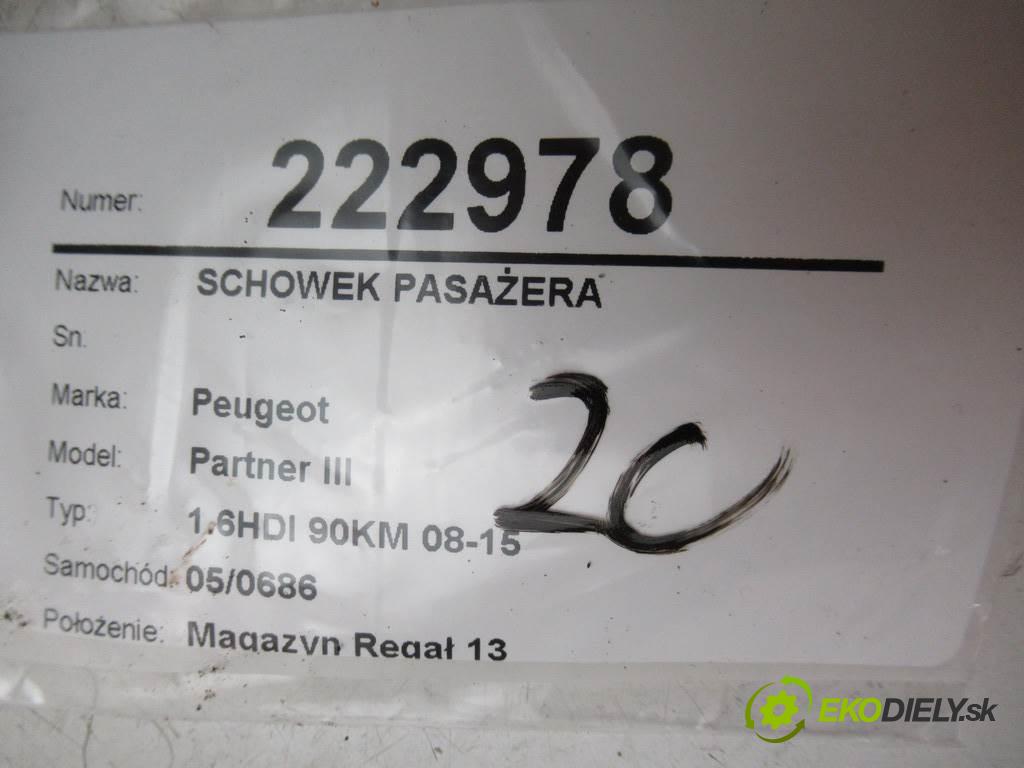 Numer: 222978
Nazwa: SCHOWEK PASAŻERA
Sn.
Marka: Peugeot
Model: Partner III
Typ: 1.6HDI 90KM 08-15
Samochód: 05/0686
Położenie: Magazyn Regał 13
20
EKODIELY.sk